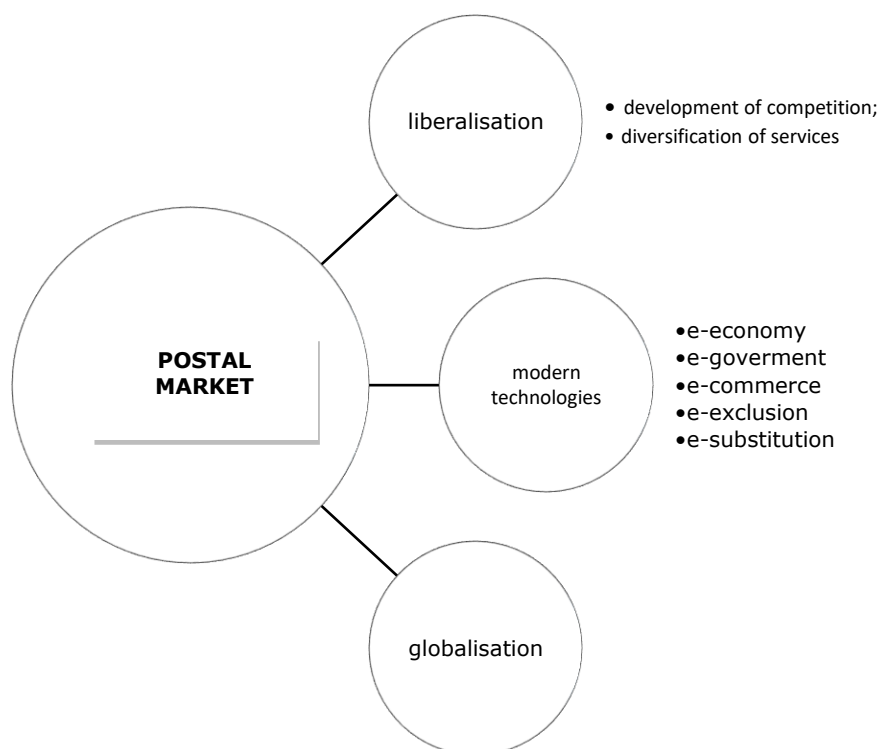 liberalisation
• development of competition;
• diversification of services
POSTAL
MARKET
modern
technologies
•e-economy
•e-goverment
•e-commerce
•e-exclusion
•e-substitution
globalisation